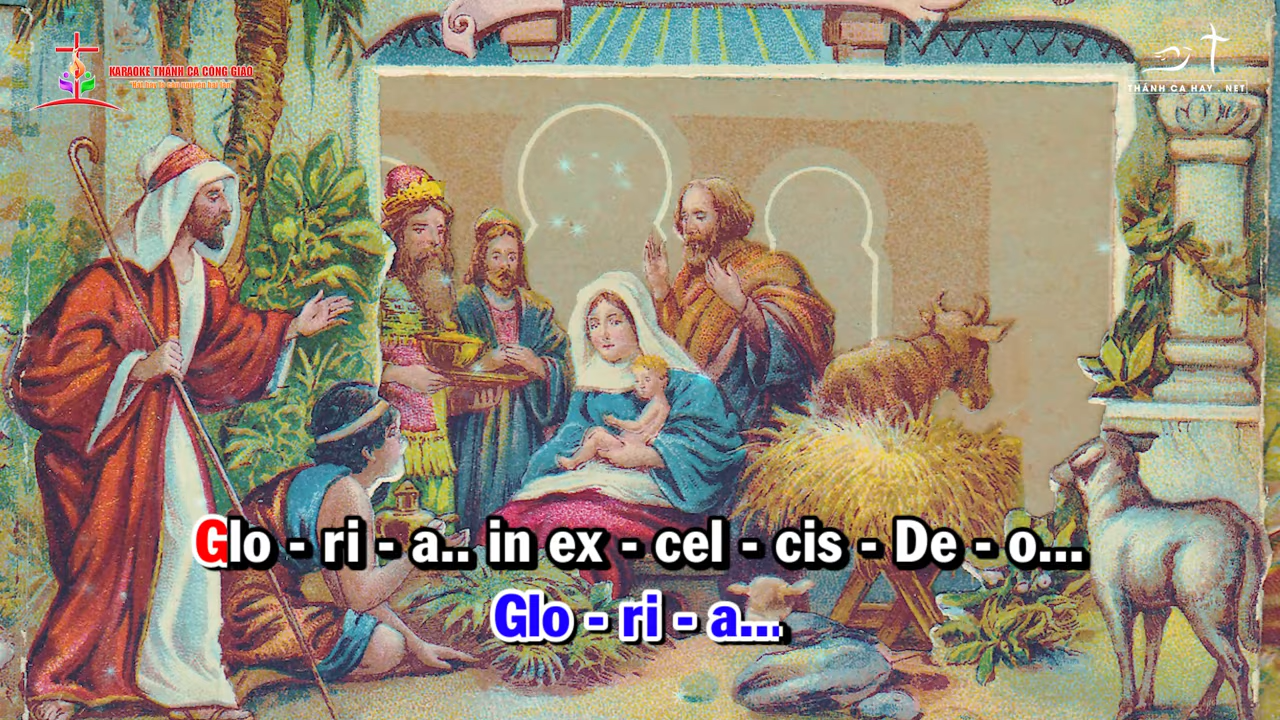 KARAOKE THÁNH CA CÔNG GIÁO
THÁNH CA HAY . NET
Glo - ri - a.. in ex - cel - cis - De - o...
Glo - ri - a...